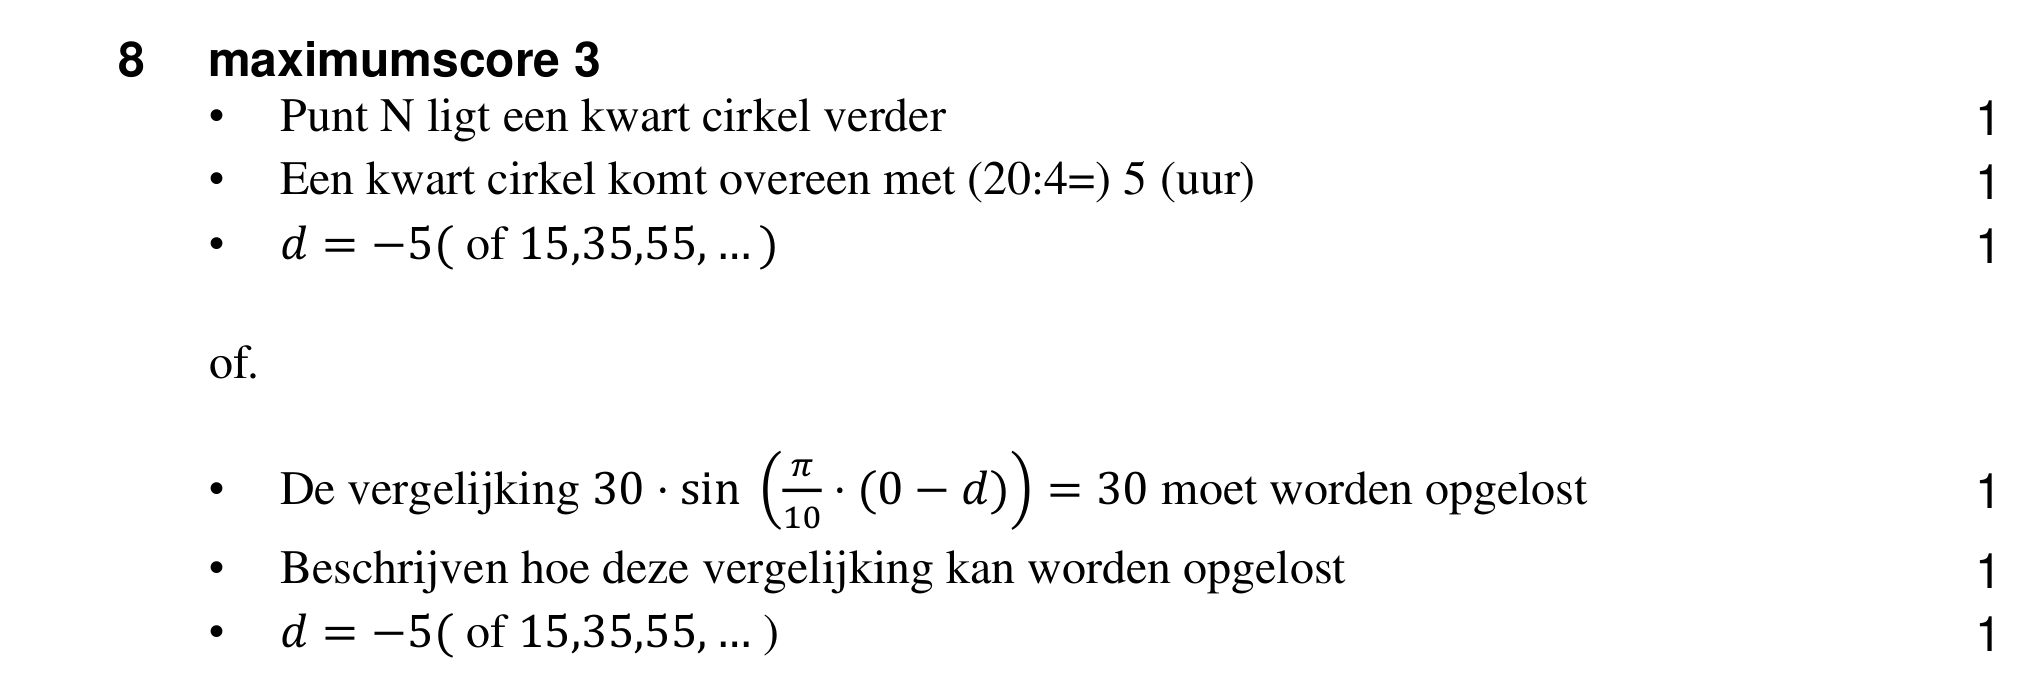 8 maximumscore 3
• Punt N ligt een kwart cirkel verder 1
• Een kwart cirkel komt overeen met (20:4=) 5 (uur) 1
• d = −5( of 15,35,55, … ) 1
of.
• De vergelijking 30 · sin (π/10 · (0 − d)) = 30 moet worden opgelost 1
• Beschrijven hoe deze vergelijking kan worden opgelost 1
• d = −5( of 15,35,55, … ) 1